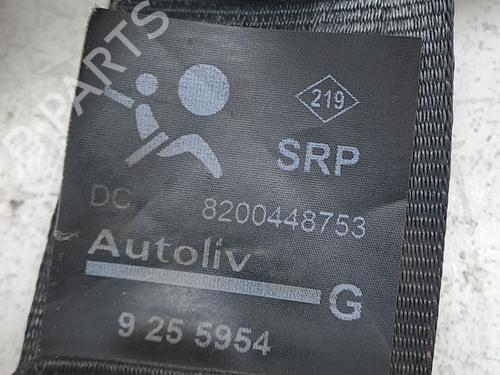 219
SRP
DC 8200448753
Autoliv
G
9 25 5954
B-PARTS